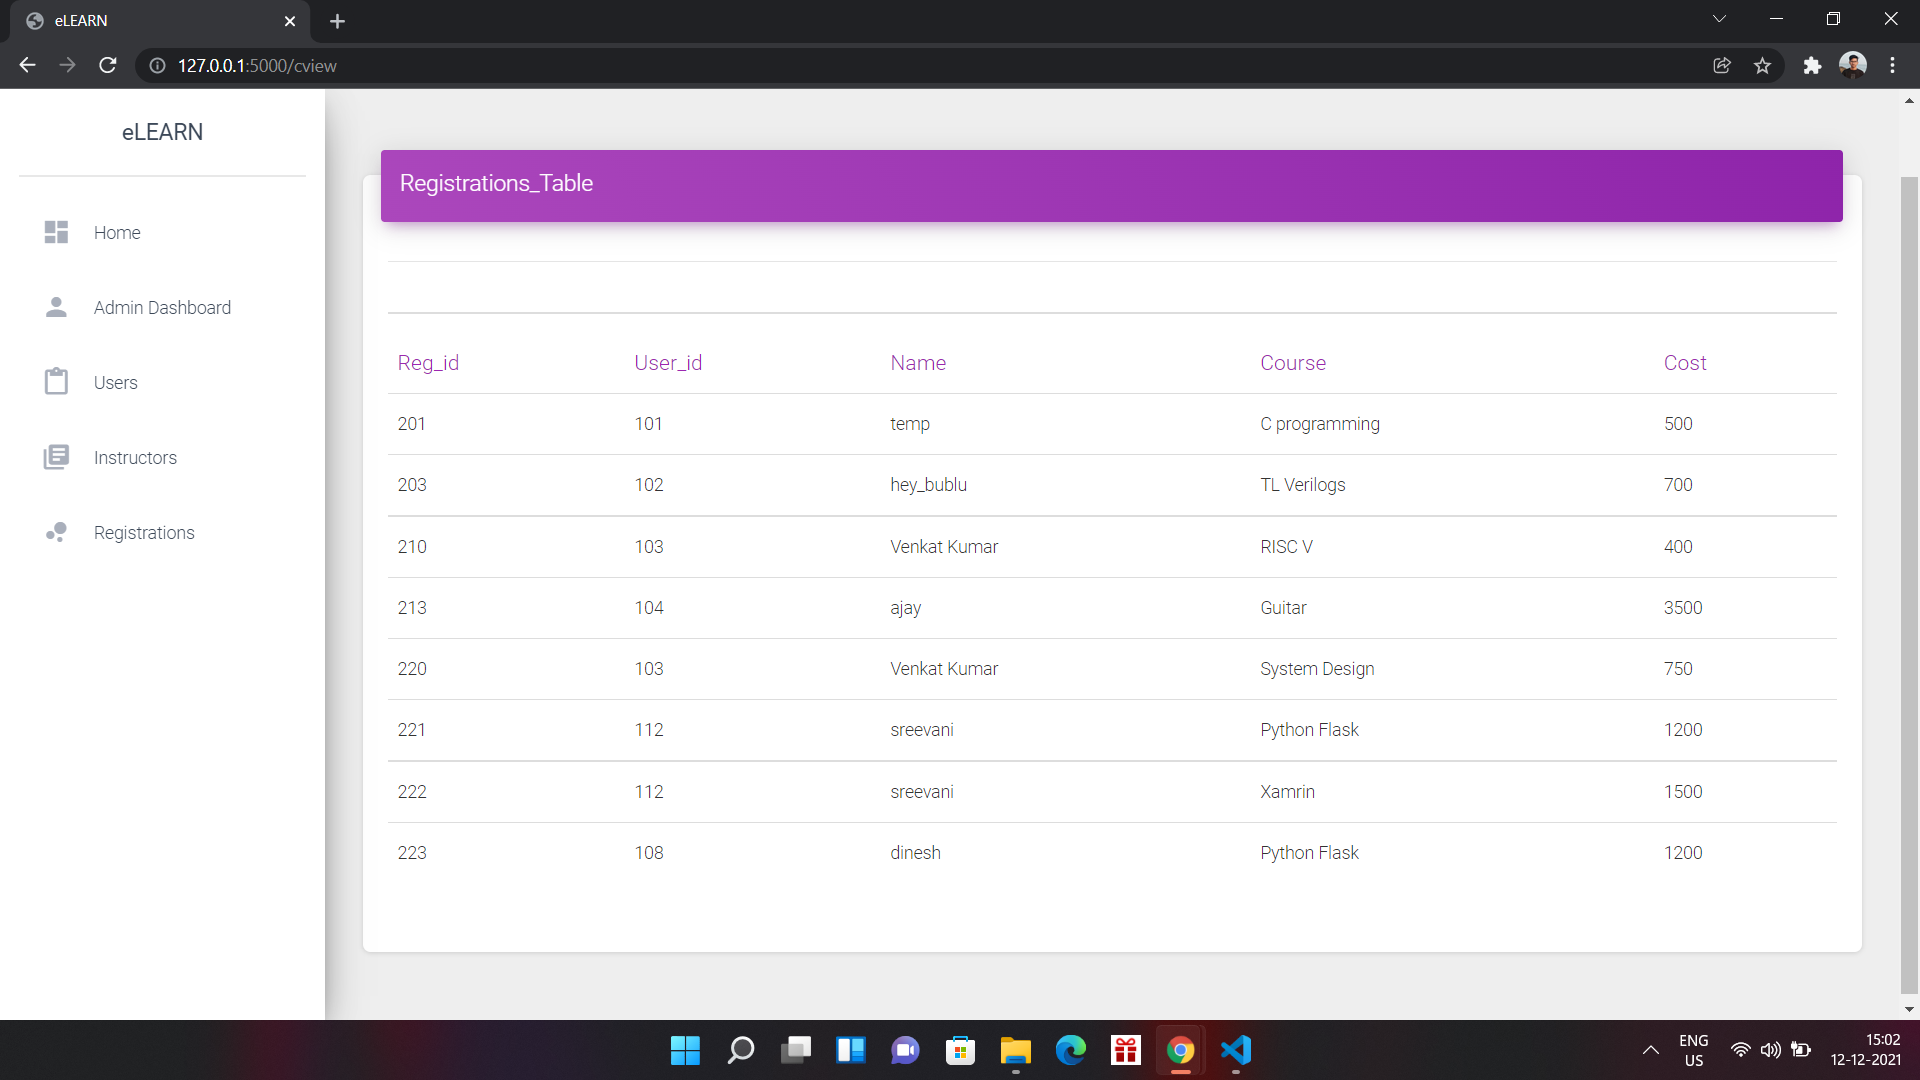 eLEARN
127.0.0.1:5000/cview
eLEARN
Home
Admin Dashboard
Users
Instructors
Registrations
Registrations_Table
Reg_id User_id Name Course Cost
201 101 temp C programming 500
203 102 hey_bublu TL Verilogs 700
210 103 Venkat Kumar RISC V 400
213 104 ajay Guitar 3500
220 103 Venkat Kumar System Design 750
221 112 sreevani Python Flask 1200
222 112 sreevani Xamrin 1500
223 108 dinesh Python Flask 1200
ENG
US
15:02
12-12-2021